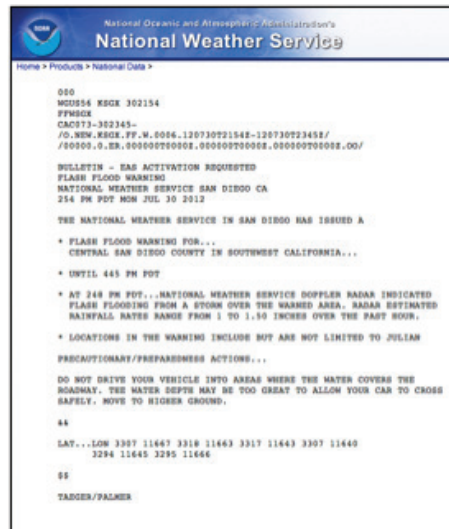 NOAA
National Oceanic and Atmospheric Administration's
National Weather Service
Home > Products > National Data >
000
WGUS56 KSGX 302154
FFWSGX
CAC073-302345-
/O.NEW.KSGX.FF.W.0006.120730T2154Z-120730T2345Z/
/00000.0.ER.000000T0000Z.000000T0000Z.000000T0000Z.OO/
BULLETIN - EAS ACTIVATION REQUESTED
FLASH FLOOD WARNING
NATIONAL WEATHER SERVICE SAN DIEGO CA
254 PM PDT MON JUL 30 2012
THE NATIONAL WEATHER SERVICE IN SAN DIEGO HAS ISSUED A
* FLASH FLOOD WARNING FOR...
CENTRAL SAN DIEGO COUNTY IN SOUTHWEST CALIFORNIA...
* UNTIL 445 PM PDT
* AT 248 PM PDT...NATIONAL WEATHER SERVICE DOPPLER RADAR INDICATED
FLASH FLOODING FROM A STORM OVER THE WARNED AREA. RADAR ESTIMATED
RAINFALL RATES RANGE FROM 1 TO 1.50 INCHES OVER THE PAST HOUR.
* LOCATIONS IN THE WARNING INCLUDE BUT ARE NOT LIMITED TO JULIAN
PRECAUTIONARY/PREPAREDNESS ACTIONS...
DO NOT DRIVE YOUR VEHICLE INTO AREAS WHERE THE WATER COVERS THE
ROADWAY. THE WATER DEPTH MAY BE TOO GREAT TO ALLOW YOUR CAR TO CROSS
SAFELY. MOVE TO HIGHER GROUND.
&&
LAT...LON 3307 11667 3318 11663 3317 11643 3307 11640
3294 11645 3295 11666
$$
TADGER/PALMER